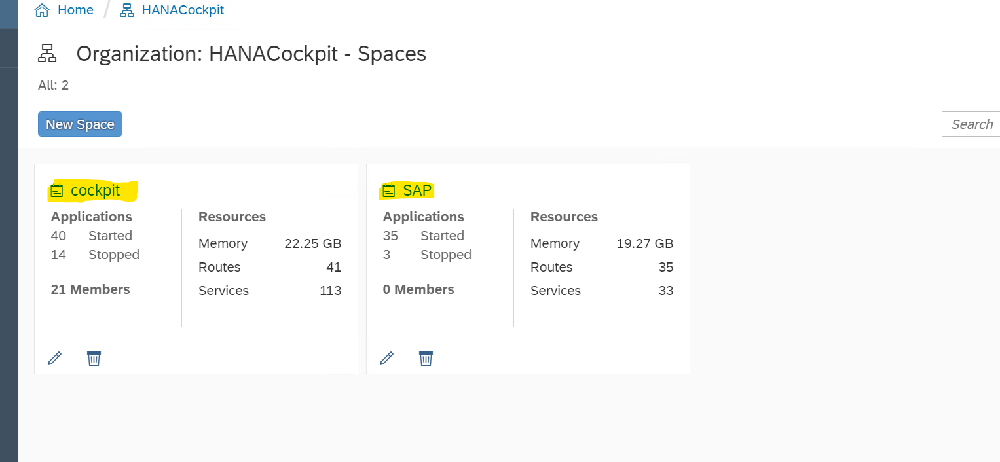 Home / HANACockpit
Organization: HANACockpit - Spaces
All: 2
New Space
Search
cockpit
Applications
40 Started
14 Stopped
21 Members
Resources
Memory 22.25 GB
Routes 41
Services 113
SAP
Applications
35 Started
3 Stopped
0 Members
Resources
Memory 19.27 GB
Routes 35
Services 33